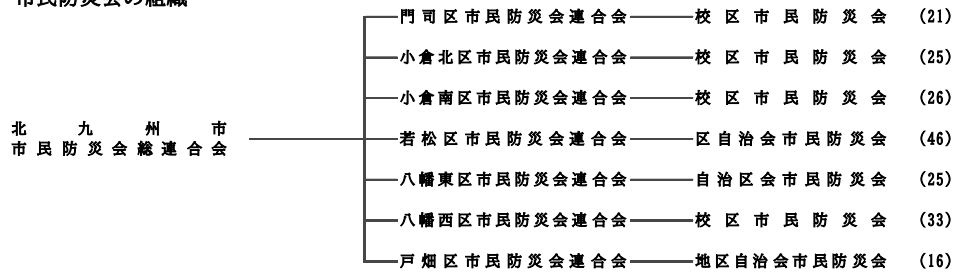 市民防災会の組織
門司区市民防災会連合会 校区市民防災会 (21)
小倉北区市民防災会連合会 校区市民防災会 (25)
小倉南区市民防災会連合会 校区市民防災会 (26)
北九州市
市民防災会総連合会
若松区市民防災会連合会 区自治会市民防災会 (46)
八幡東区市民防災会連合会 自治区会市民防災会 (25)
八幡西区市民防災会連合会 校区市民防災会 (33)
戸畑区市民防災会連合会 地区自治会市民防災会 (16)